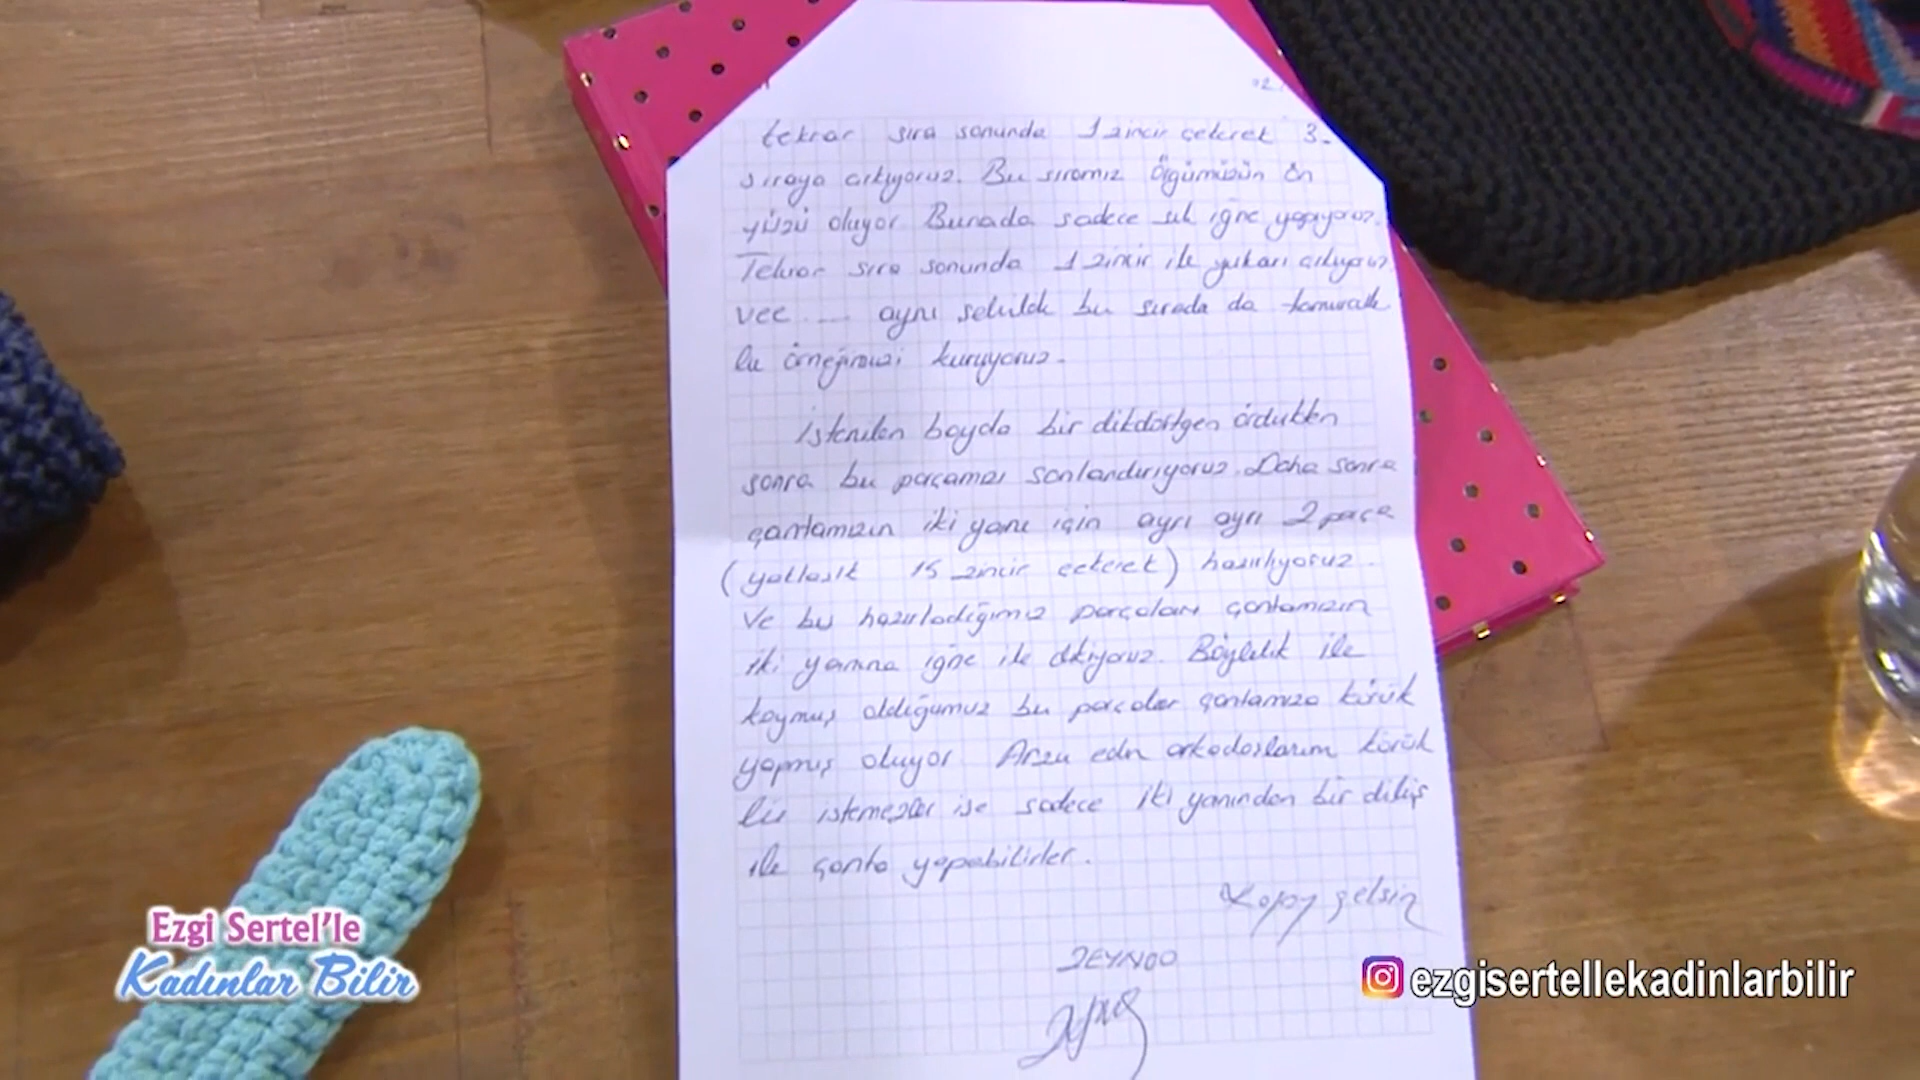 2
tekrar sıra sonunda 1 zincir çekerek 3.
sıraya çıkıyoruz. Bu sıramız Örgümüzün ön
yüzü oluyor Burada sadece sık iğne yapıyoruz.
Tekrar sıra sonunda 1 zincir ile yukarı çıkıyoruz
vee .... aynı şekilde bu sırada da tomurcuk
lu örneğimizi kuruyoruz.
İstenilen boyda bir dikdörtgen ördükten
sonra bu parçamızı sonlandırıyoruz. Daha sonra
çantamızın iki yanı için ayrı ayrı 2 parça
(yaklaşık 15 zincir çekerek) hazırlıyoruz.
Ve bu hazırladığımız parçaları çantamızın
iki yanına iğne ile dikiyoruz. Böylelik ile
koymuş olduğumuz bu parçalar çantamıza körük
yapmış oluyor Arzu eden arkadaşlarım körük
lü istemezler ise sadece iki yanından bir dikiş
ile çanta yapabilirler.
Kolay gelsin
ZEYNOO
Ezgi Sertel'le
Kadınlar Bilir
ezgisertellekadinlarbilir